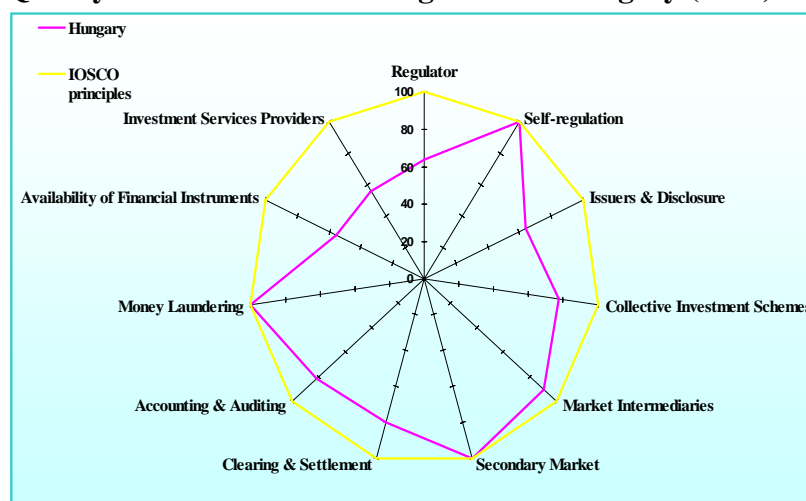 Hungary
IOSCO
principles
Regulator
100
Investment Services Providers
Self-regulation
80
60
Availability of Financial Instruments
Issuers & Disclosure
40
20
0
Money Laundering
Collective Investment Schemes
Accounting & Auditing
Market Intermediaries
Clearing & Settlement
Secondary Market